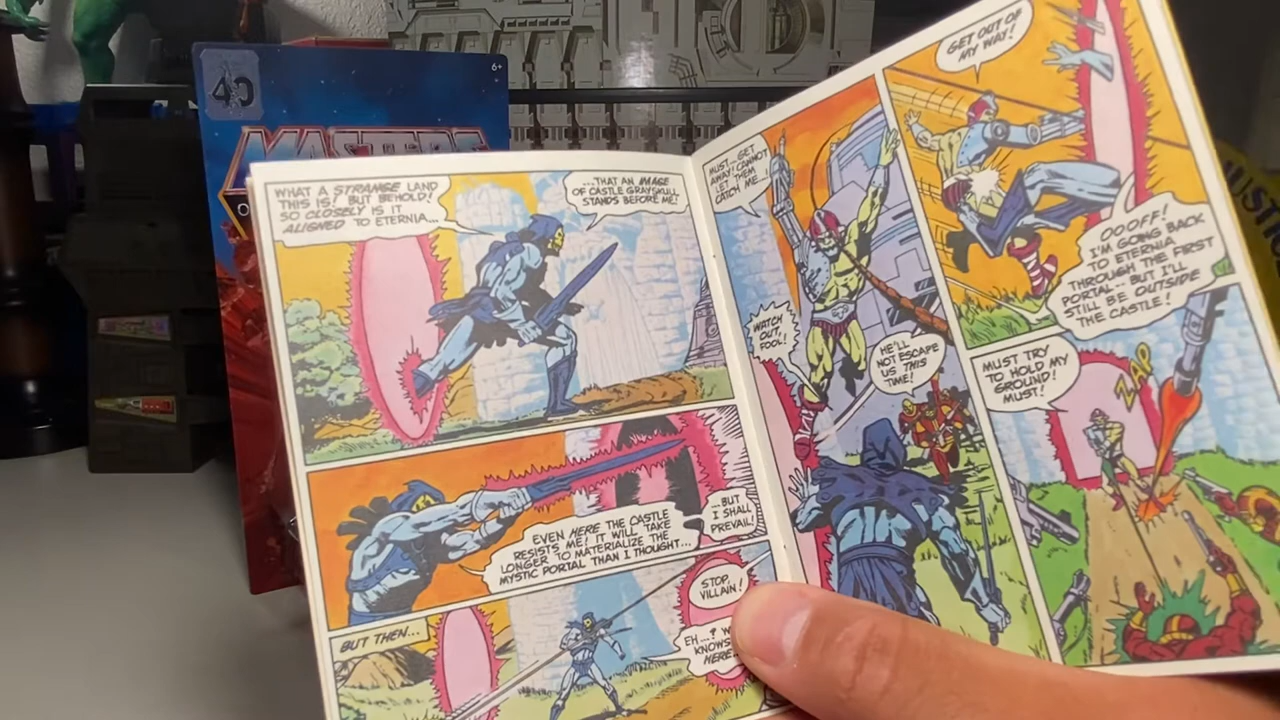 40
6+
MASTERS
WHAT A STRANGE LAND
THIS IS! BUT BEHOLD!
SO CLOSELY IS IT
ALIGNED TO ETERNIA...
...THAT AN IMAGE
OF CASTLE GRAYSKULL
STANDS BEFORE ME!
EVEN HERE THE CASTLE
RESISTS ME! IT WILL TAKE
LONGER TO MATERIALIZE THE
MYSTIC PORTAL THAN I THOUGHT...
...BUT
I SHALL
PREVAIL!
BUT THEN...
STOP,
VILLAIN!
EH...?
KNOWS
HERE..
MUST...GET
AWAY! CANNOT
LET THEM
CATCH ME...!
WATCH
OUT,
FOOL!
HE'LL
NOT ESCAPE
US THIS
TIME!
GET OUT OF
MY WAY!
OOOFF!
I'M GOING BACK
TO ETERNIA
THROUGH THE FIRST
PORTAL-- BUT I'LL
STILL BE OUTSIDE
THE CASTLE!
MUST TRY
TO HOLD MY
GROUND!
MUST!
ZAP